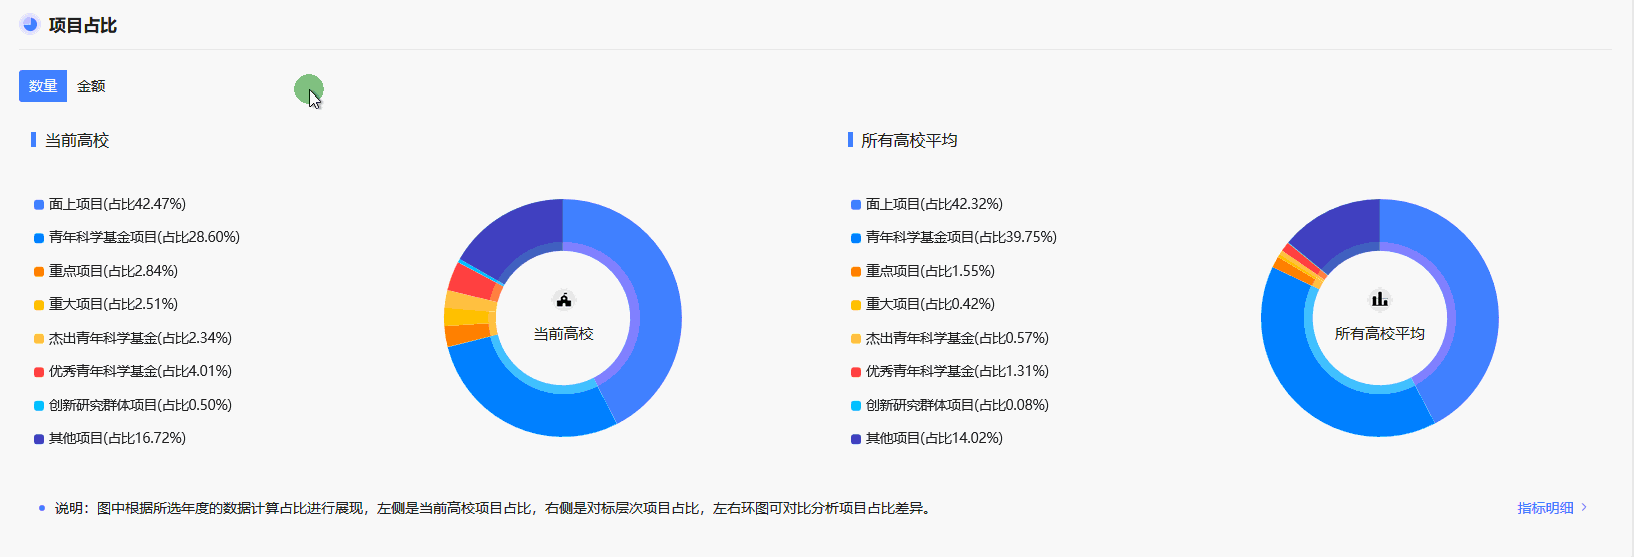 项目占比
数量 金额
当前高校
面上项目(占比42.47%)
青年科学基金项目(占比28.60%)
重点项目(占比2.84%)
重大项目(占比2.51%)
杰出青年科学基金(占比2.34%)
优秀青年科学基金(占比4.01%)
创新研究群体项目(占比0.50%)
其他项目(占比16.72%)
当前高校
所有高校平均
面上项目(占比42.32%)
青年科学基金项目(占比39.75%)
重点项目(占比1.55%)
重大项目(占比0.42%)
杰出青年科学基金(占比0.57%)
优秀青年科学基金(占比1.31%)
创新研究群体项目(占比0.08%)
其他项目(占比14.02%)
所有高校平均
说明：图中根据所选年度的数据计算占比进行展现，左侧是当前高校项目占比，右侧是对标层次项目占比，左右环图可对比分析项目占比差异。
指标明细 >